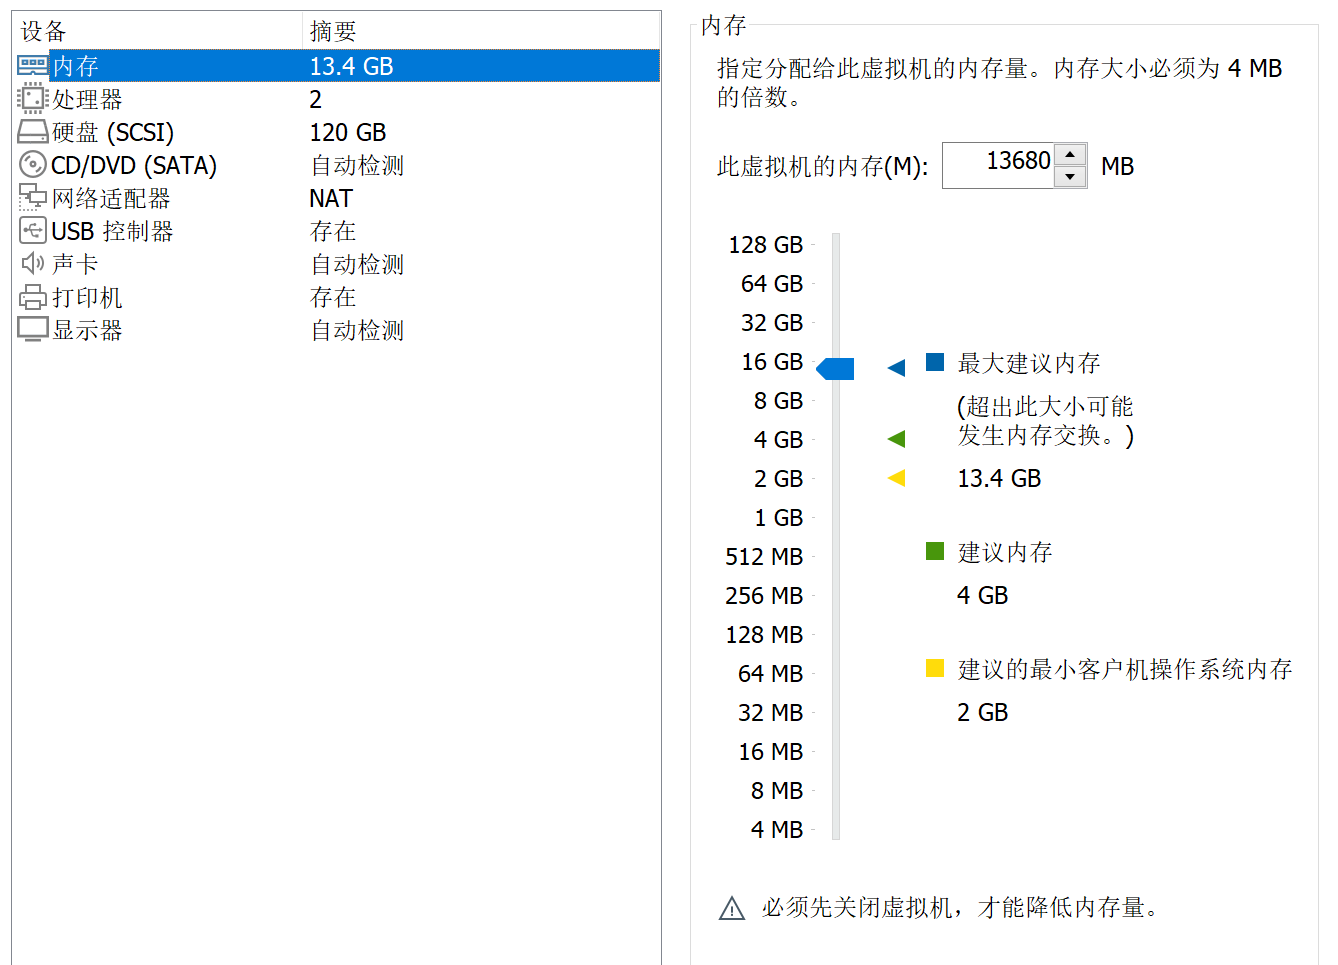 设备 摘要
内存 13.4 GB
处理器 2
硬盘 (SCSI) 120 GB
CD/DVD (SATA) 自动检测
网络适配器 NAT
USB 控制器 存在
声卡 自动检测
打印机 存在
显示器 自动检测
内存
指定分配给此虚拟机的内存量。内存大小必须为 4 MB
的倍数。
此虚拟机的内存(M): 13680 MB
128 GB
64 GB
32 GB
16 GB
8 GB
4 GB
2 GB
1 GB
512 MB
256 MB
128 MB
64 MB
32 MB
16 MB
8 MB
4 MB
最大建议内存
(超出此大小可能
发生内存交换。)
13.4 GB
建议内存
4 GB
建议的最小客户机操作系统内存
2 GB
必须先关闭虚拟机，才能降低内存量。